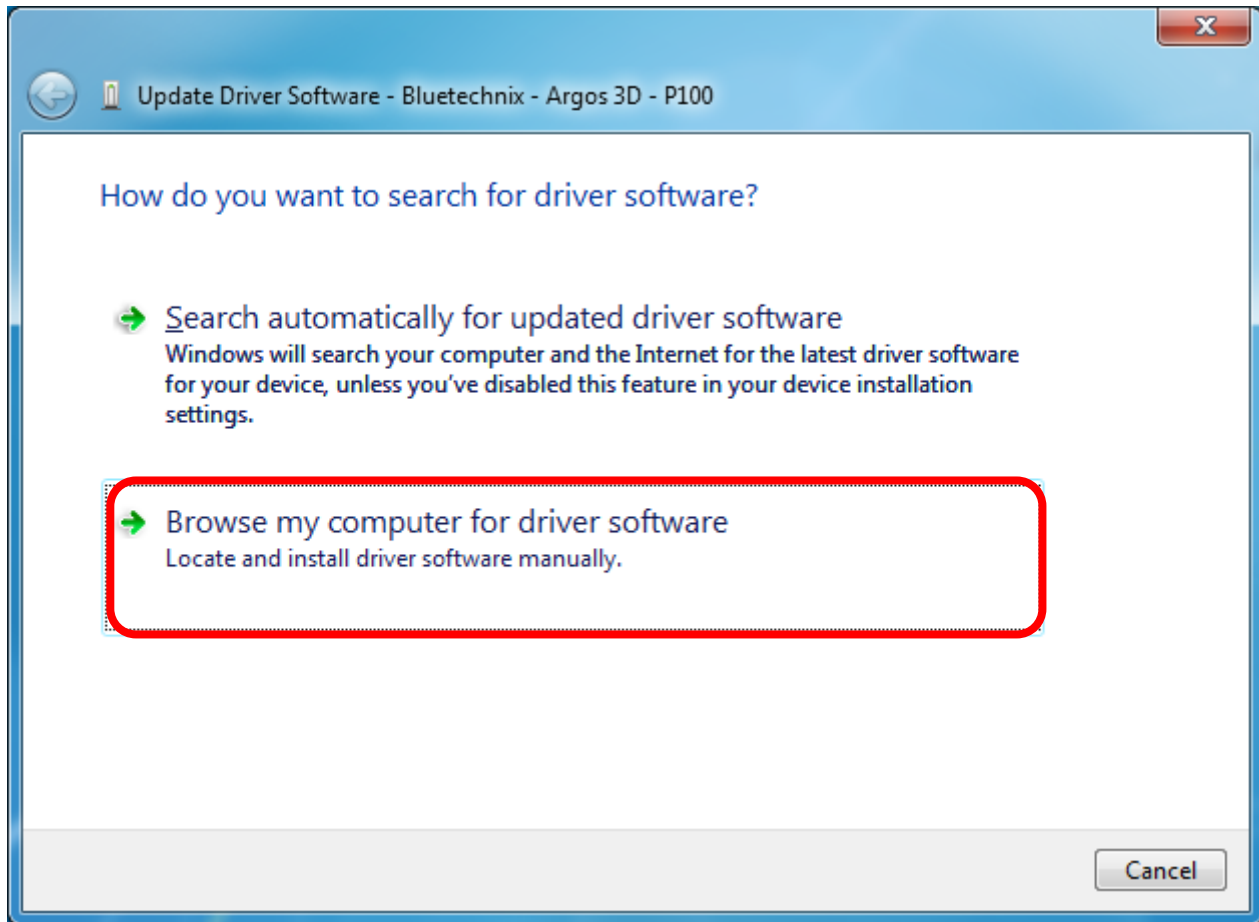 Update Driver Software - Bluetechnix - Argos 3D - P100
How do you want to search for driver software?
Search automatically for updated driver software
Windows will search your computer and the Internet for the latest driver software
for your device, unless you've disabled this feature in your device installation
settings.
Browse my computer for driver software
Locate and install driver software manually.
Cancel